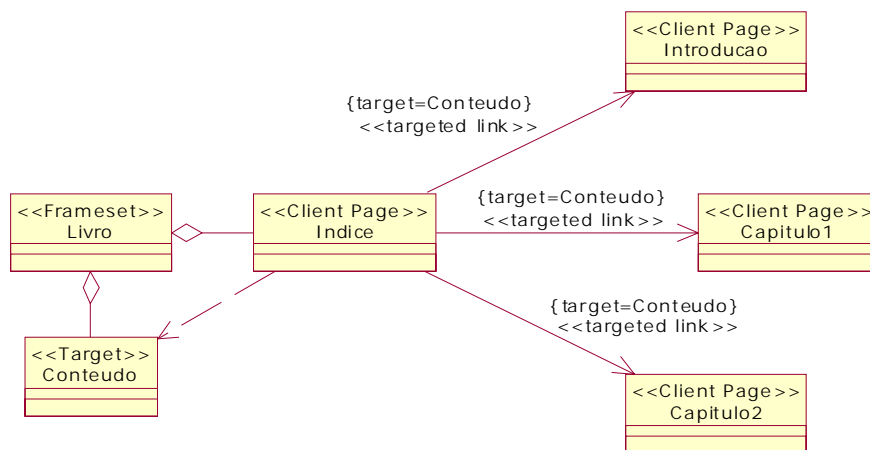 <<Client Page>>
Introducao
{target=Conteudo}
<<targeted link>>
<<Frameset>>
Livro
<<Client Page>>
Indice
{target=Conteudo}
<<targeted link>>
<<Client Page>>
Capitulo1
{target=Conteudo}
<<targeted link>>
<<Target>>
Conteudo
<<Client Page>>
Capitulo2